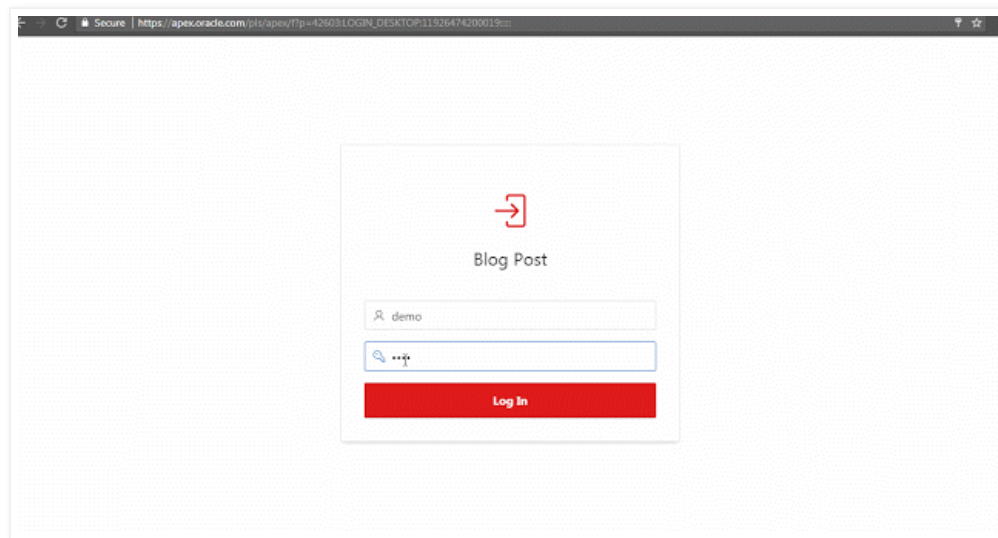 Secure | https://apex.oracle.com/pls/apex/f?p=42603:LOGIN_DESKTOP:11926474200019:::::
Blog Post
demo
••••
Log In